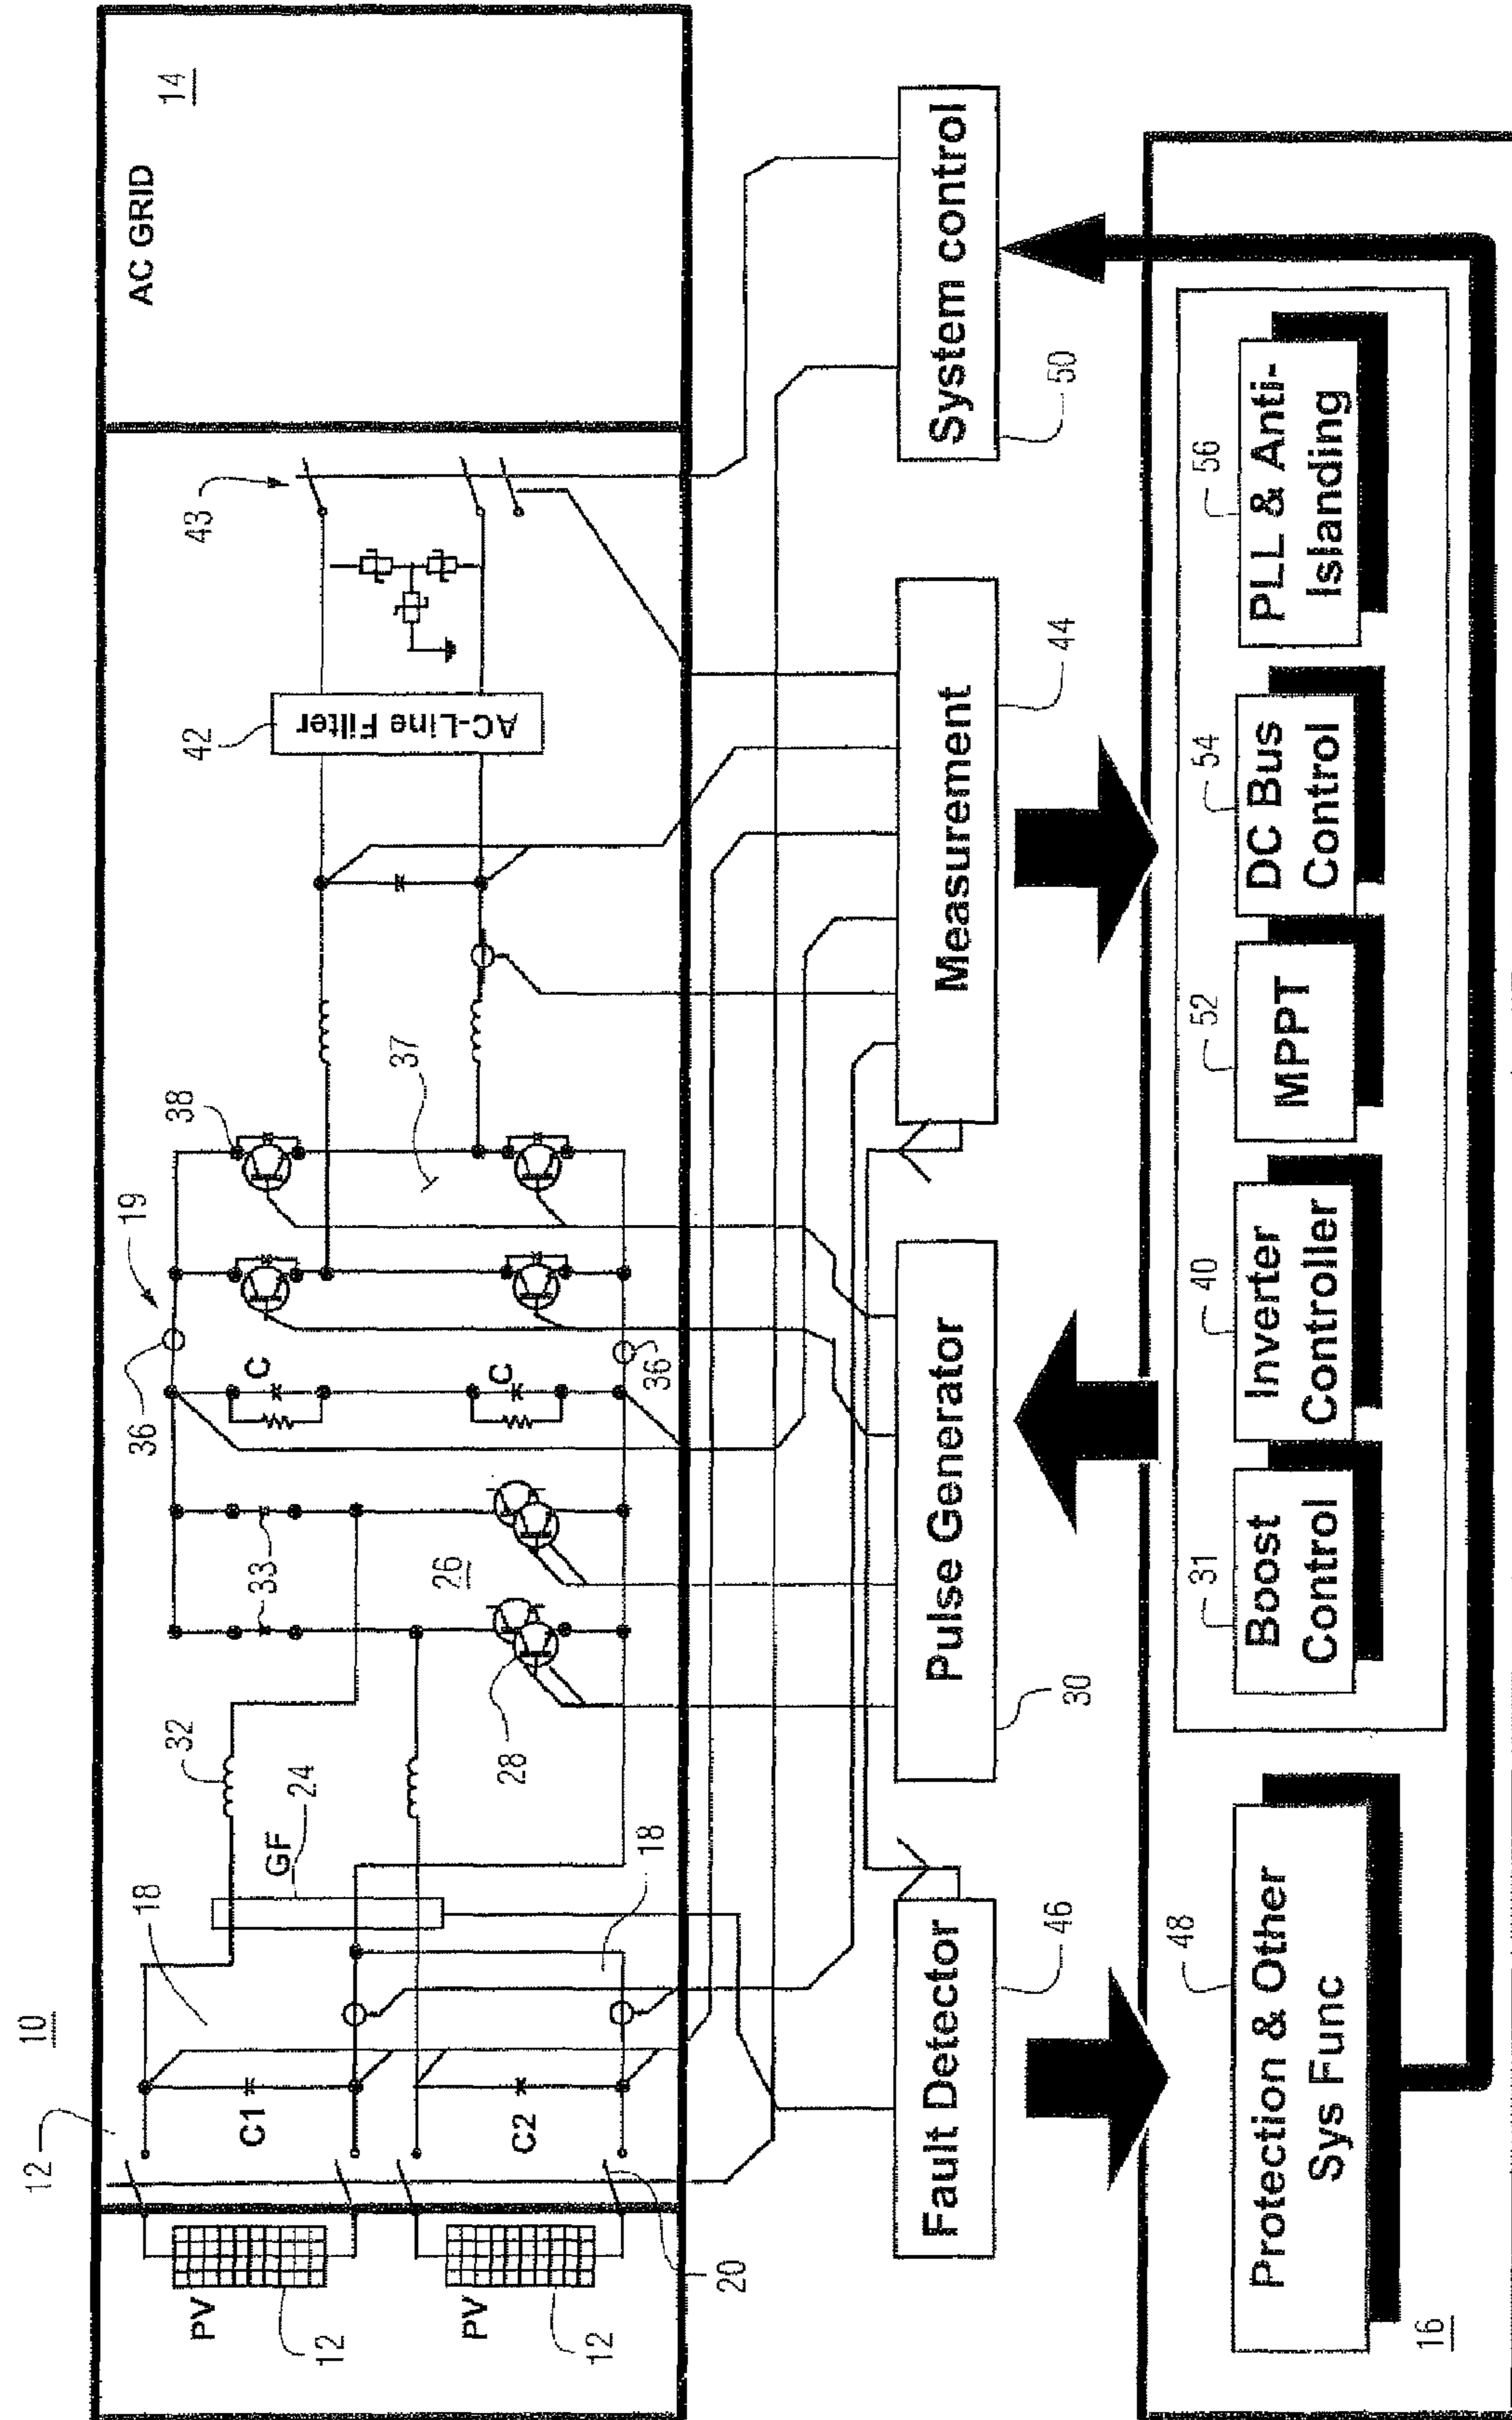 10
12
PV
12
PV
12
20
C1
C2
18
18
GF
24
32
28
26
33
36
19
C
C
36
38
37
42
AC-Line Filter
43
AC GRID
14
Fault Detector
46
Pulse Generator
30
Measurement
44
System control
50
48
Protection & Other
Sys Func
31
Boost
Control
40
Inverter
Controller
52
MPPT
54
DC Bus
Control
56
PLL & Anti-
Islanding
16